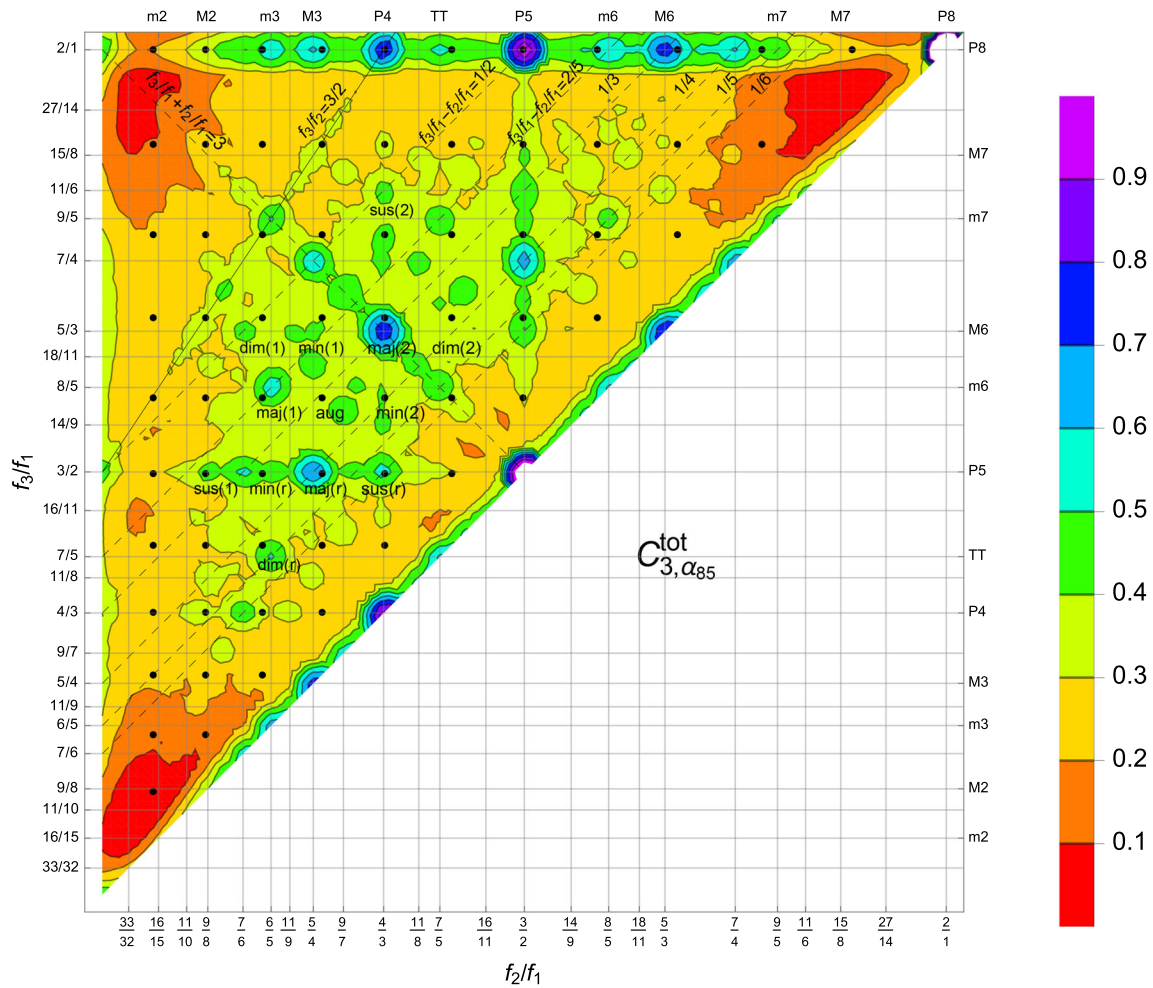 m2 M2 m3 M3 P4 TT P5 m6 M6 m7 M7 P8
2/1 P8
f3/f1+f2/f1=3
f3/f2=3/2
f3/f1−f2/f1=1/2
f3/f1−f2/f1=2/5
1/3
1/4
1/5
1/6
27/14
15/8 M7
11/6
sus(2)
9/5 m7
7/4
5/3 M6
dim(1) min(1) maj(2) dim(2)
18/11
8/5 m6
maj(1) aug min(2)
14/9
3/2 P5
sus(1) min(r) maj(r) sus(r)
16/11
7/5 TT
dim(r)
11/8
4/3 P4
9/7
5/4 M3
11/9
6/5 m3
7/6
9/8 M2
11/10
16/15 m2
33/32
f3/f1
C3,α85tot
33/32 16/15 11/10 9/8 7/6 6/5 11/9 5/4 9/7 4/3 11/8 7/5 16/11 3/2 14/9 8/5 18/11 5/3 7/4 9/5 11/6 15/8 27/14 2/1
f2/f1
0.9
0.8
0.7
0.6
0.5
0.4
0.3
0.2
0.1